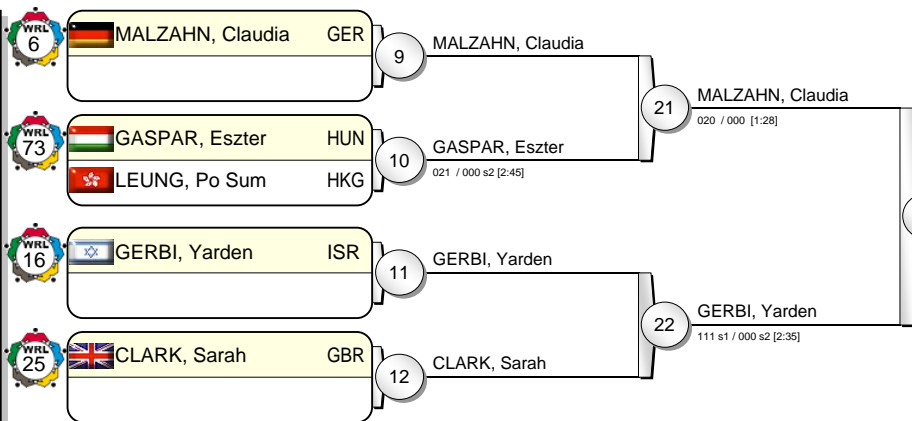 WRL
6
MALZAHN, Claudia GER
9
MALZAHN, Claudia
21
MALZAHN, Claudia
020 / 000 [1:28]
WRL
73
GASPAR, Eszter HUN
LEUNG, Po Sum HKG
10
GASPAR, Eszter
021 / 000 s2 [2:45]
WRL
16
GERBI, Yarden ISR
11
GERBI, Yarden
22
GERBI, Yarden
111 s1 / 000 s2 [2:35]
WRL
25
CLARK, Sarah GBR
12
CLARK, Sarah